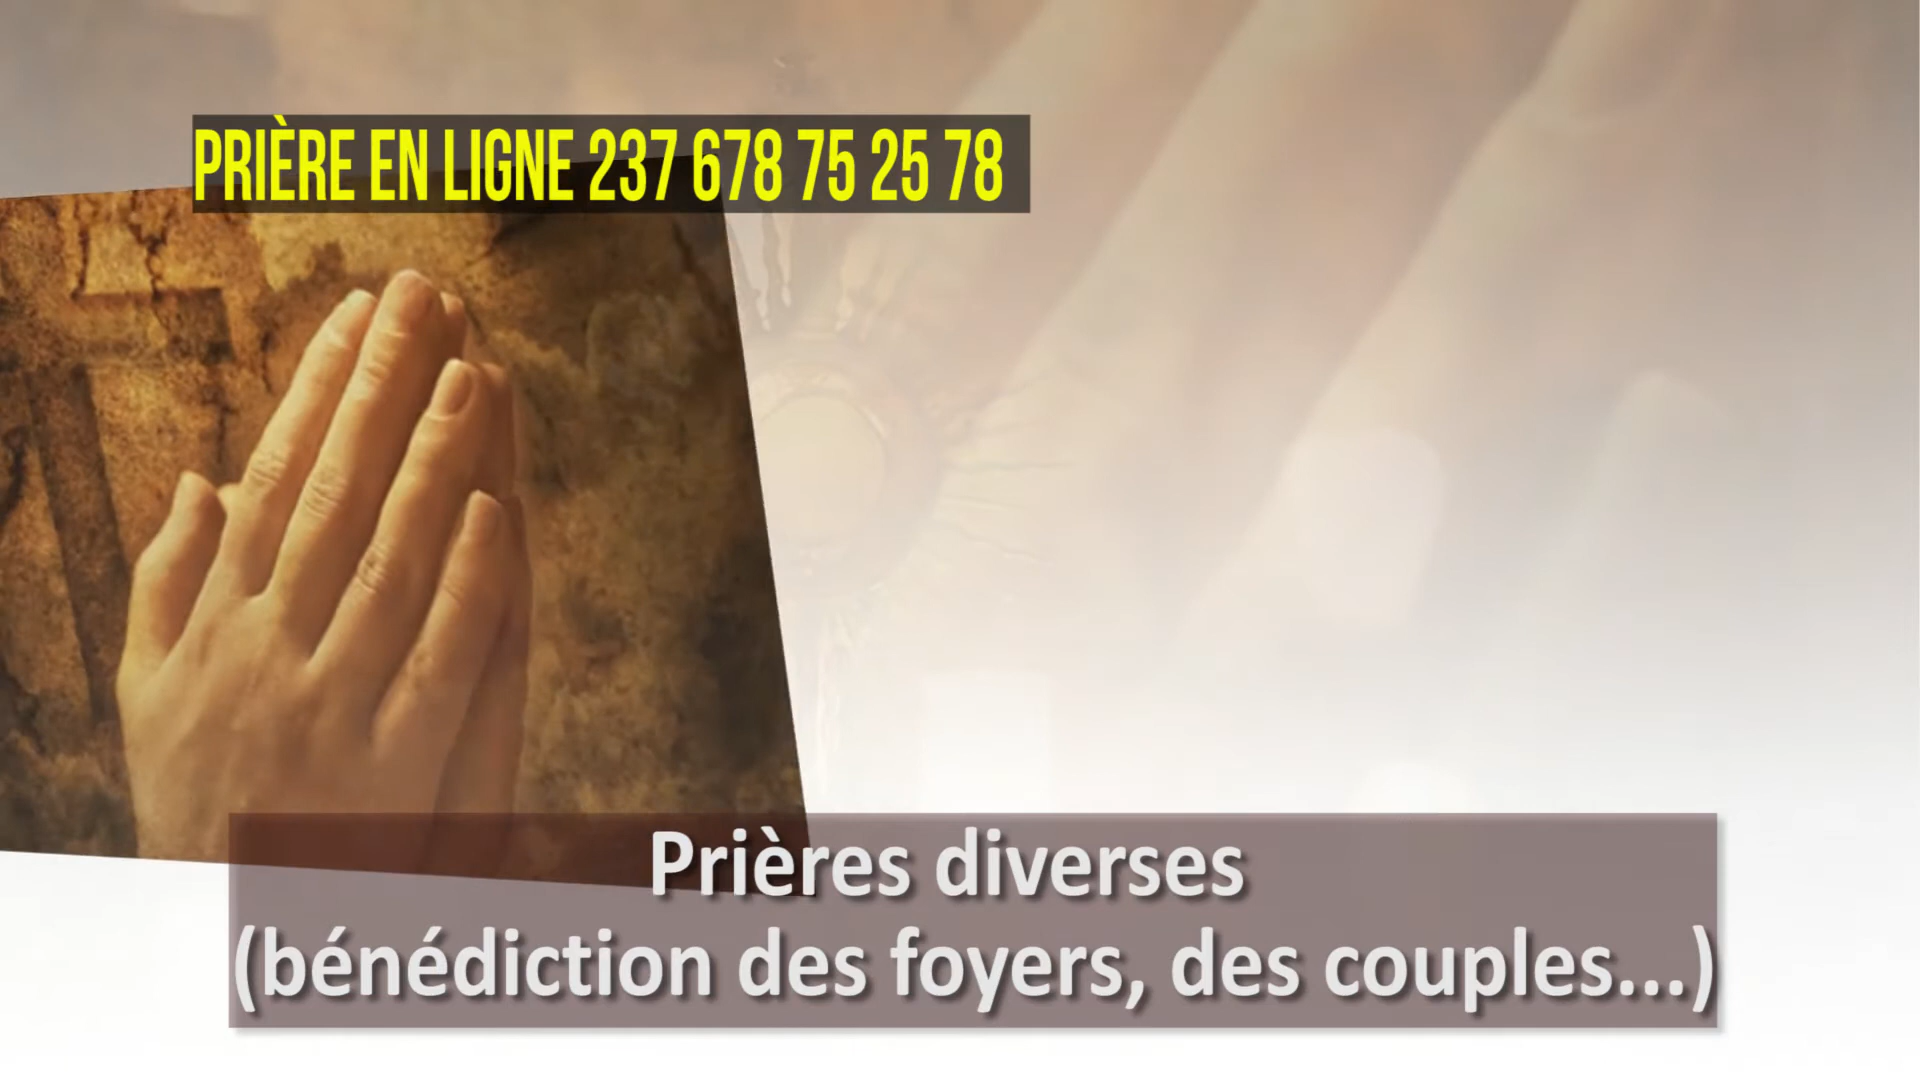 PRIÈRE EN LIGNE 237 678 75 25 78
Prières diverses
(bénédiction des foyers, des couples...)